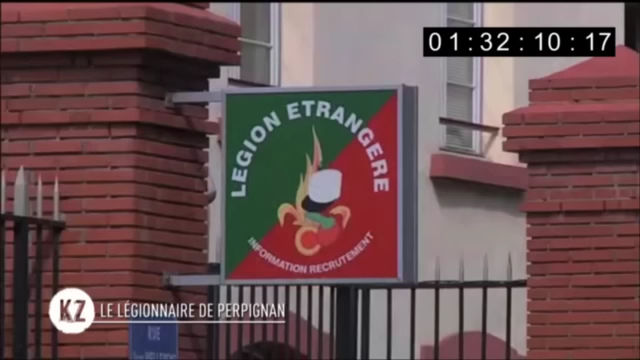 01:32:10:17
LEGION ETRANGERE
INFORMATION RECRUTEMENT
KZ LE LÉGIONNAIRE DE PERPIGNAN
RUE